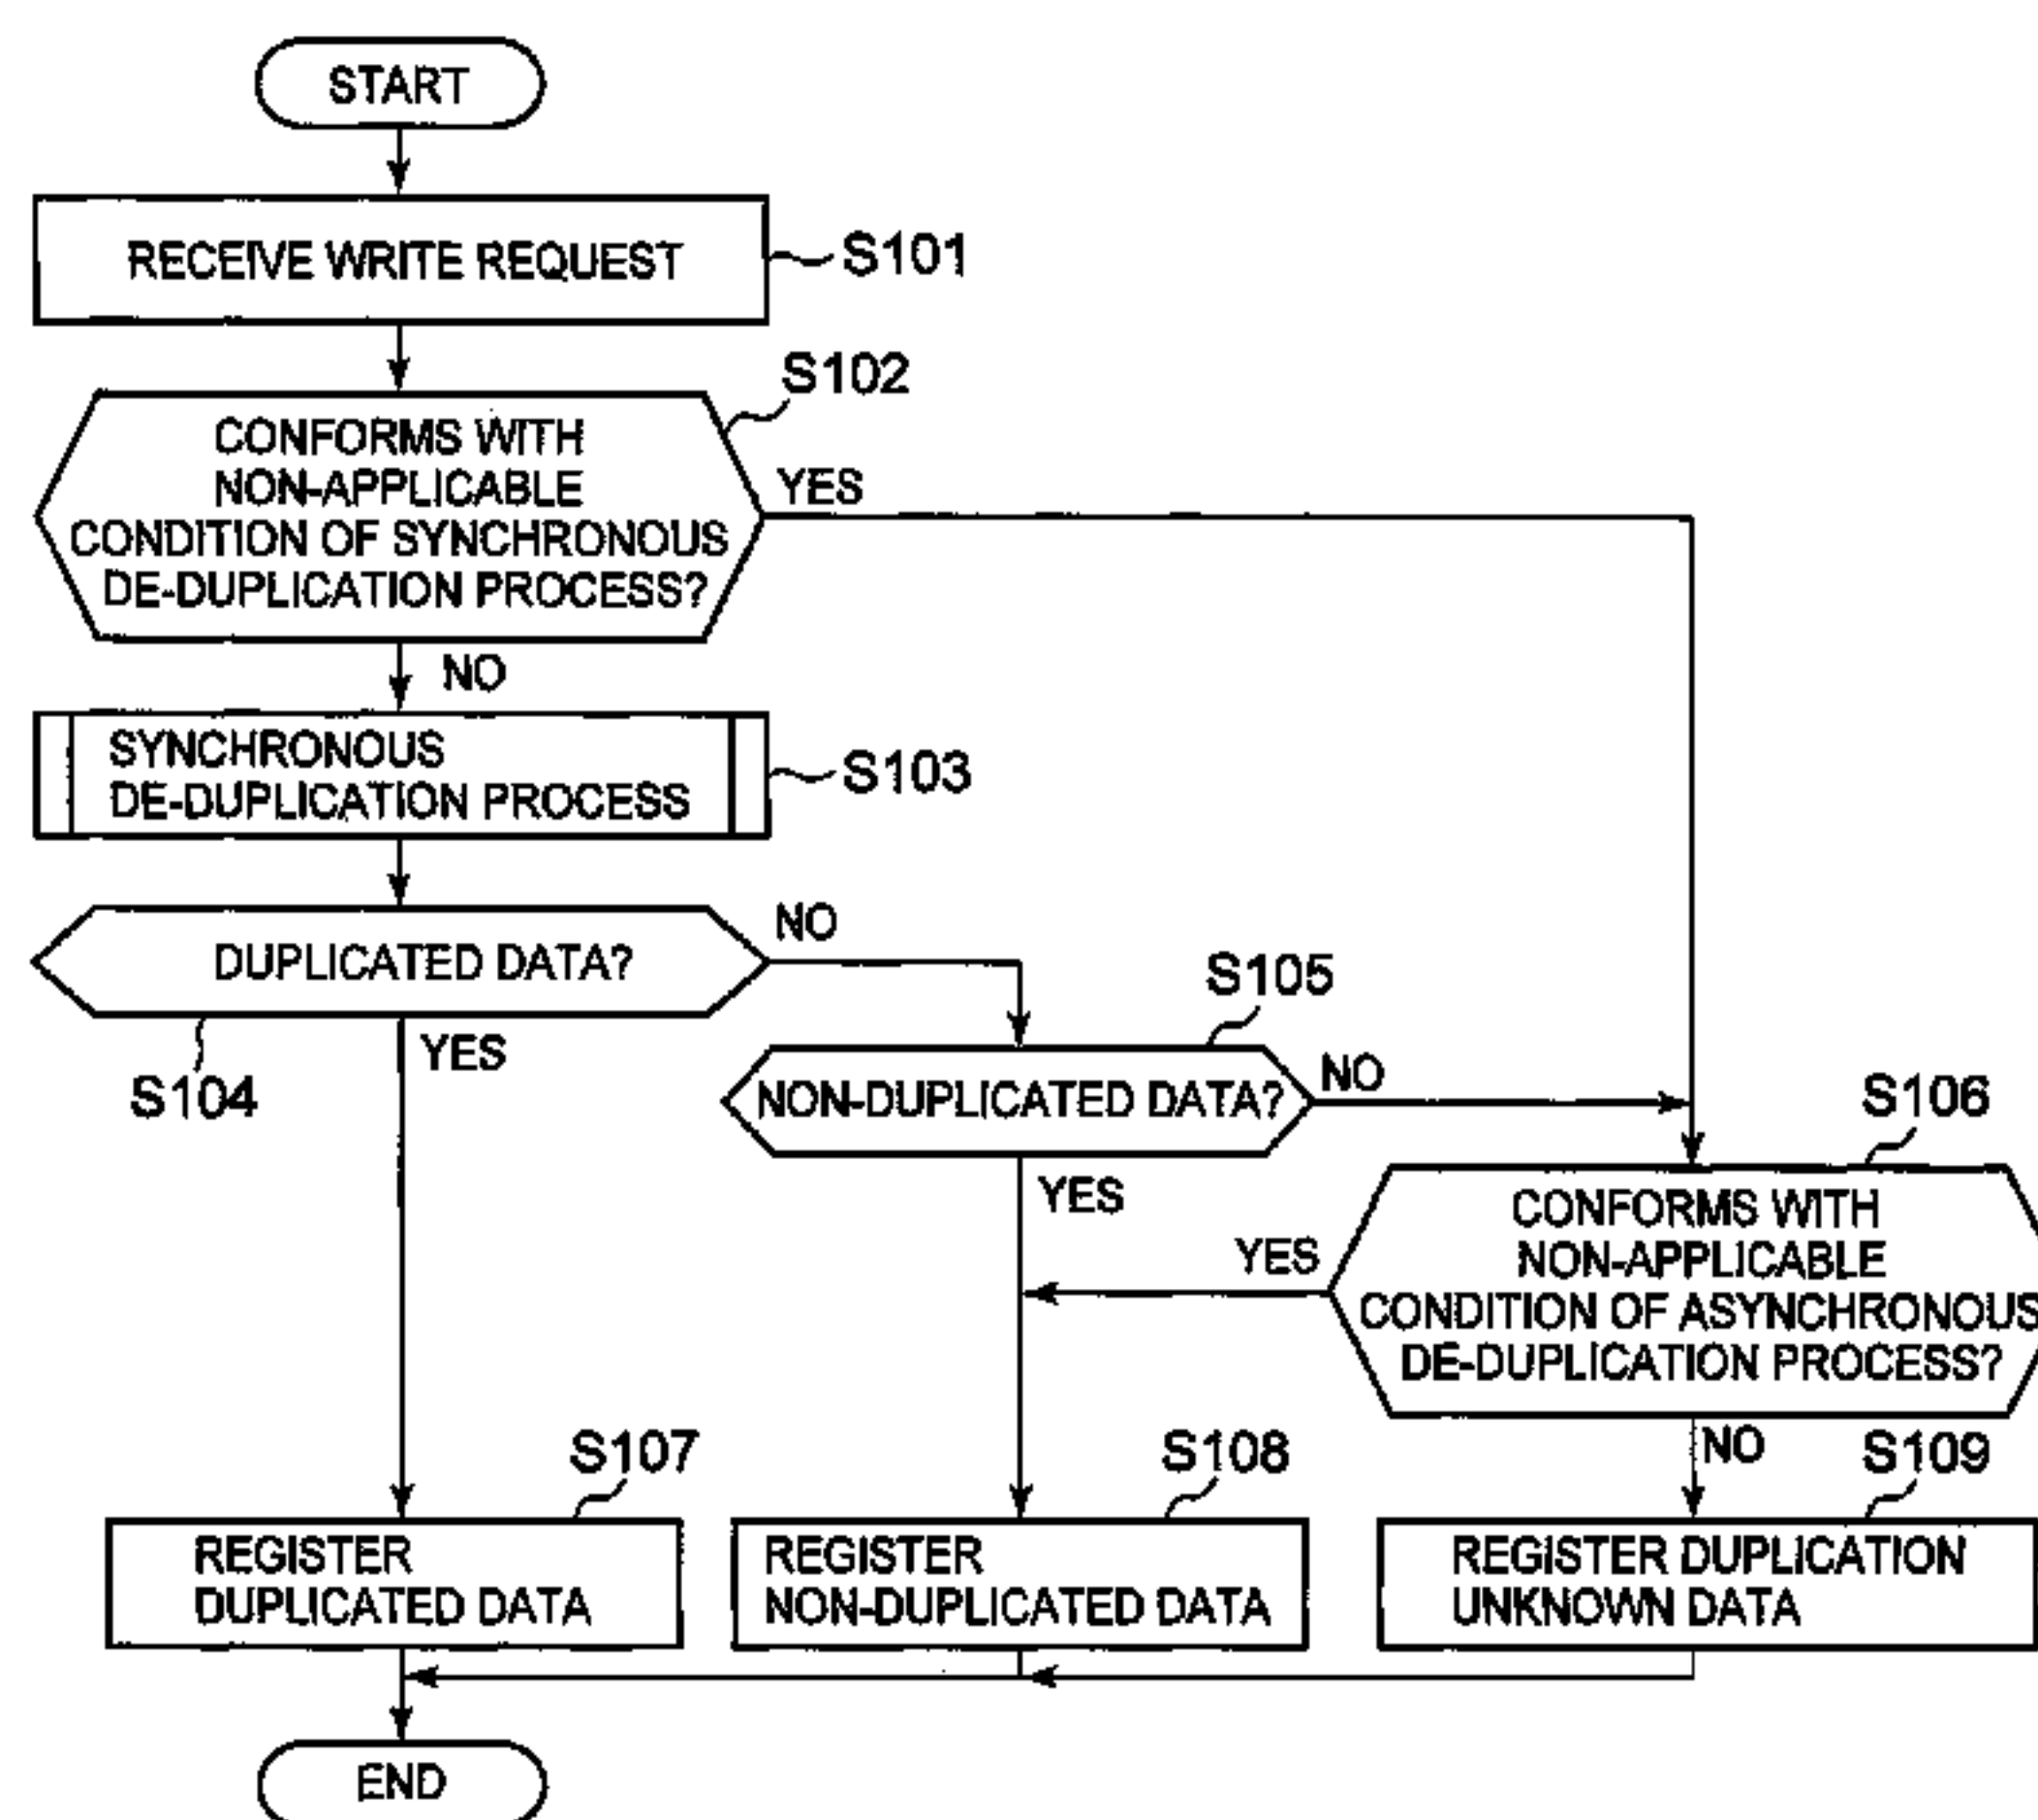 START
RECEIVE WRITE REQUEST
S101
S102
CONFORMS WITH
NON-APPLICABLE
CONDITION OF SYNCHRONOUS
DE-DUPLICATION PROCESS?
YES
NO
SYNCHRONOUS
DE-DUPLICATION PROCESS
S103
DUPLICATED DATA?
NO
S104
YES
S105
NON-DUPLICATED DATA?
NO
YES
S106
CONFORMS WITH
NON-APPLICABLE
CONDITION OF ASYNCHRONOUS
DE-DUPLICATION PROCESS?
YES
NO
S107
REGISTER
DUPLICATED DATA
S108
REGISTER
NON-DUPLICATED DATA
S109
REGISTER DUPLICATION
UNKNOWN DATA
END